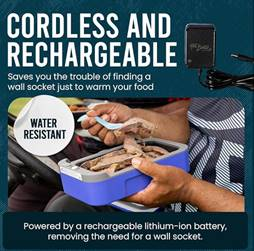 CORDLESS AND
RECHARGEABLE
Saves you the trouble of finding a
wall socket just to warm your food
WATER
RESISTANT
Powered by a rechargeable lithium-ion battery,
removing the need for a wall socket.